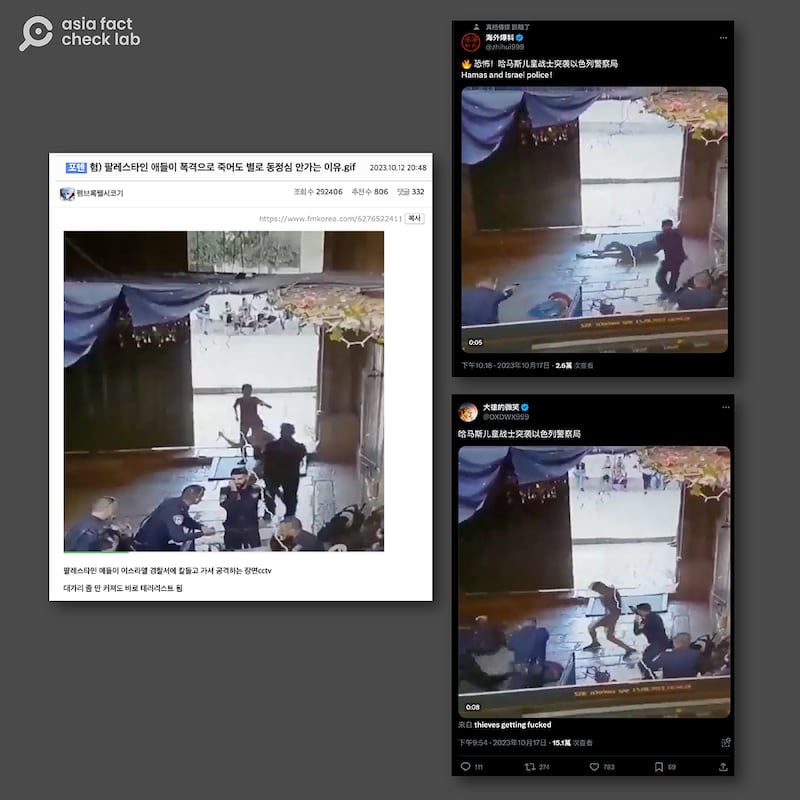 asia fact
check lab
포텐 혐) 팔레스타인 애들이 폭격으로 죽어도 별로 동정심 안가는 이유.gif 2023.10.12 20:48
펨브록웰시코기 조회 수 292406 추천 수 806 댓글 332
https://www.fmkorea.com/6276522411 복사
팔레스타인 애들이 이스라엘 경찰서에 칼들고 가서 공격하는 장면cctv
대가리 좀 만 커져도 바로 테러리스트 됨
海外爆料
@zhihui999
🔥恐怖！哈马斯儿童战士突袭以色列警察局
Hamas and Israel police！
0:05
下午10:18 · 2023年10月17日 · 2.6萬 次查看
大雄的微笑
@OXDWX999
哈马斯儿童战士突袭以色列警察局
0:08
來自 thieves getting fucked
下午9:54 · 2023年10月17日 · 15.1萬 次查看
111 274 783 69